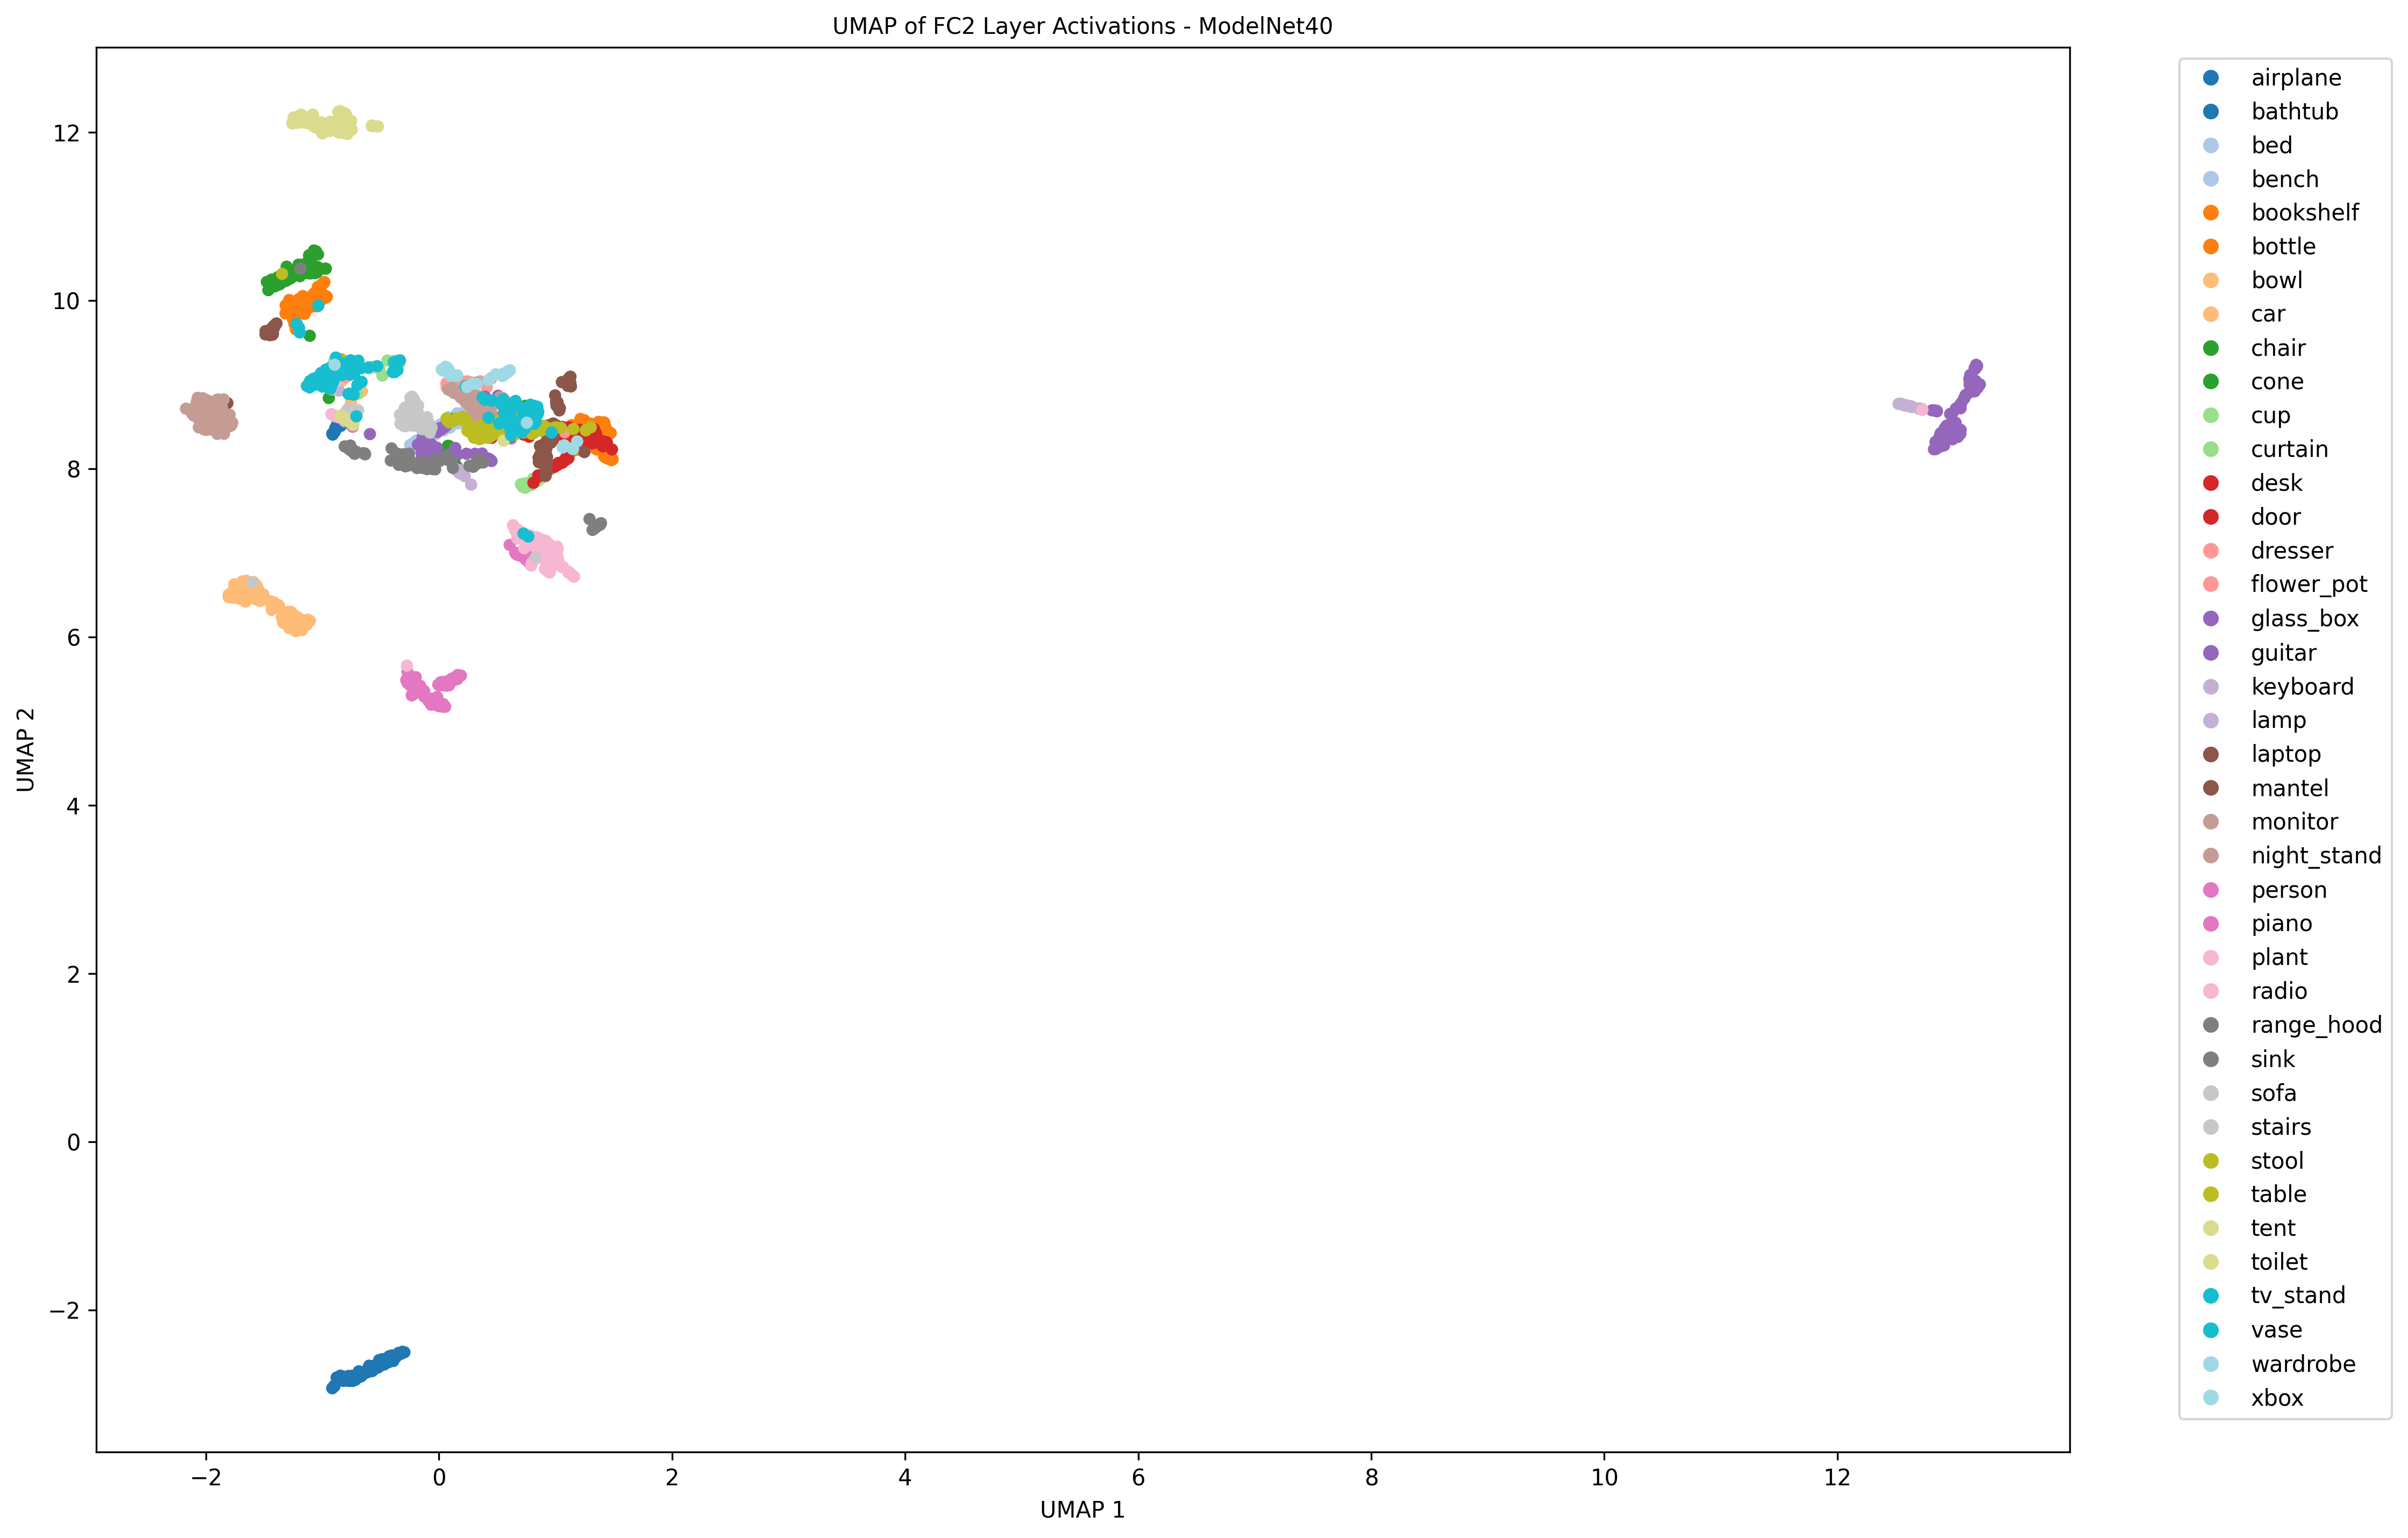 UMAP of FC2 Layer Activations - ModelNet40
12
10
8
6
4
2
0
−2
UMAP 2
−2
0
2
4
6
8
10
12
UMAP 1
airplane
bathtub
bed
bench
bookshelf
bottle
bowl
car
chair
cone
cup
curtain
desk
door
dresser
flower_pot
glass_box
guitar
keyboard
lamp
laptop
mantel
monitor
night_stand
person
piano
plant
radio
range_hood
sink
sofa
stairs
stool
table
tent
toilet
tv_stand
vase
wardrobe
xbox